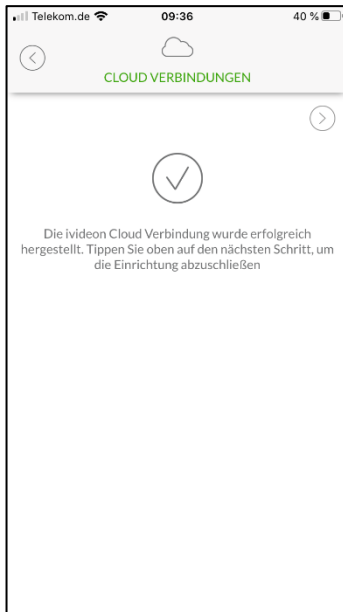 Telekom.de 09:36 40 %
CLOUD VERBINDUNGEN
Die ivideon Cloud Verbindung wurde erfolgreich
hergestellt. Tippen Sie oben auf den nächsten Schritt, um
die Einrichtung abzuschließen